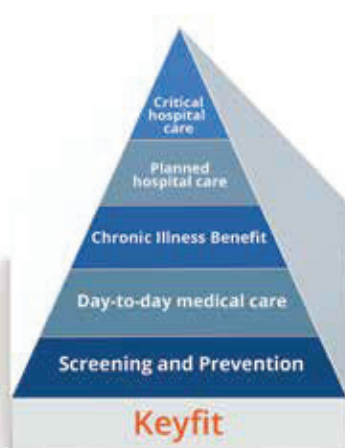 Critical
hospital
care
Planned
hospital care
Chronic Illness Benefit
Day-to-day medical care
Screening and Prevention
Keyfit